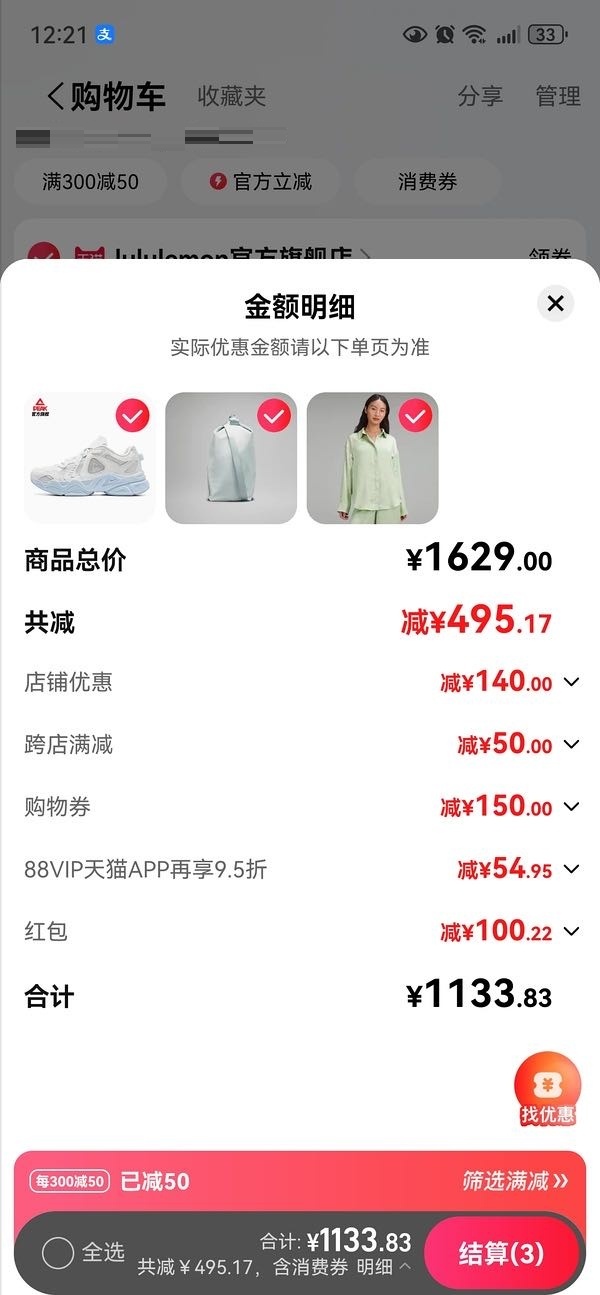 12:21 支 33
购物车 收藏夹 分享 管理
满300减50 官方立减 消费券
天猫 lululemon官方旗舰店 领券
金额明细
实际优惠金额请以下单页为准
PEAK
官方旗舰
商品总价 ¥1629.00
共减 减¥495.17
店铺优惠 减¥140.00
跨店满减 减¥50.00
购物券 减¥150.00
88VIP天猫APP再享9.5折 减¥54.95
红包 减¥100.22
合计 ¥1133.83
找优惠
每300减50 已减50 筛选满减
全选 合计: ¥1133.83 结算(3)
共减¥495.17，含消费券 明细